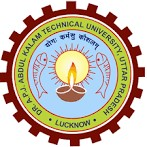 DR. A.P.J. ABDUL KALAM TECHNICAL UNIVERSITY, UTTAR PRADESH
योगः कर्मसु कौशलम्
LUCKNOW